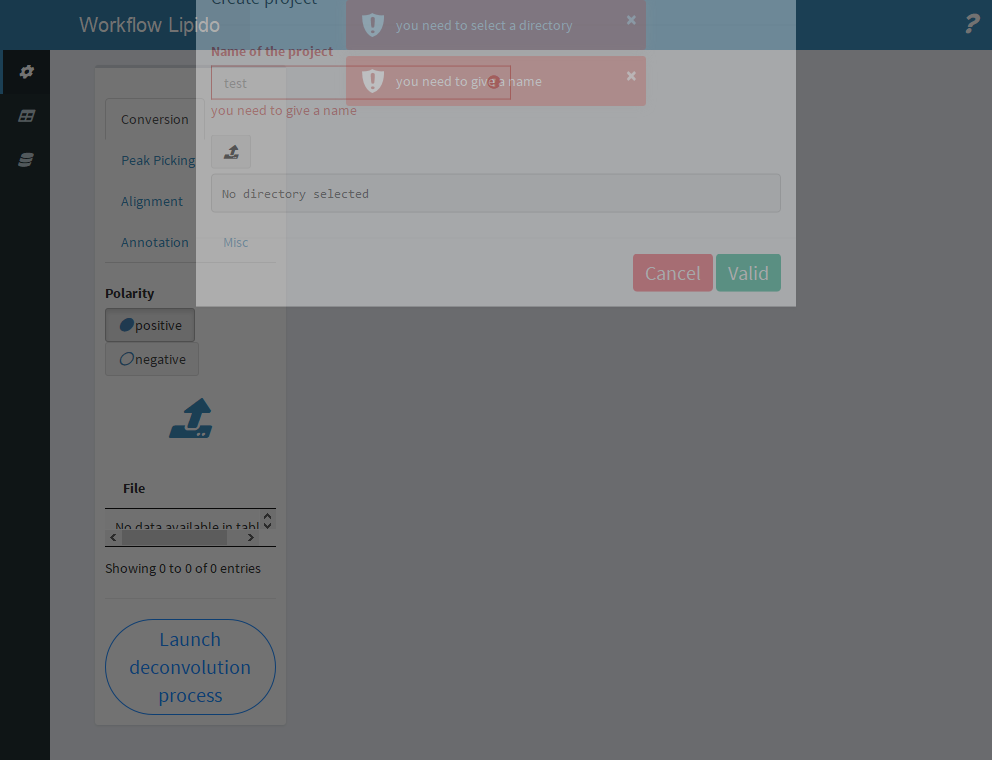 Create project
Workflow Lipido
you need to select a directory
×
?
Name of the project
test
you need to give a name
×
you need to give a name
Conversion
Peak Picking
Alignment
Annotation
Misc
No directory selected
Cancel
Valid
Polarity
positive
negative
File
No data available in tabl
Showing 0 to 0 of 0 entries
Launch
deconvolution
process